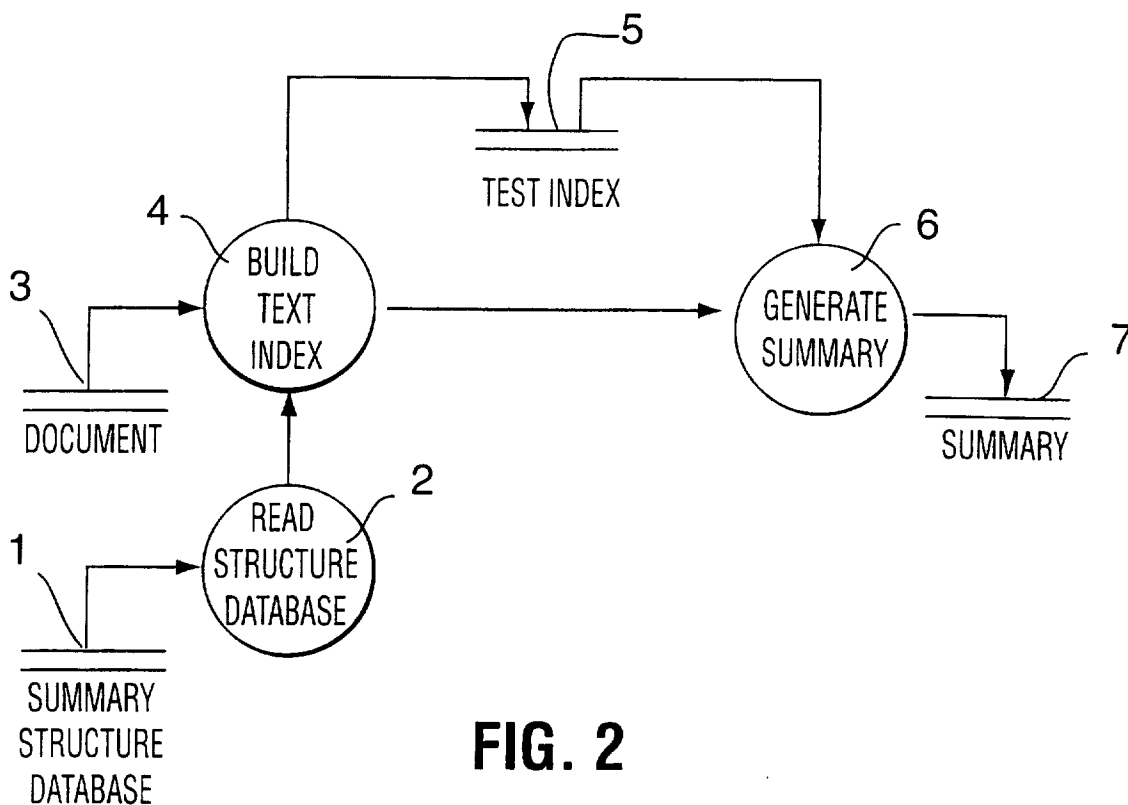 5
TEST INDEX
4
BUILD
TEXT
INDEX
6
GENERATE
SUMMARY
3
DOCUMENT
7
SUMMARY
2
READ
STRUCTURE
DATABASE
1
SUMMARY
STRUCTURE
DATABASE
FIG. 2